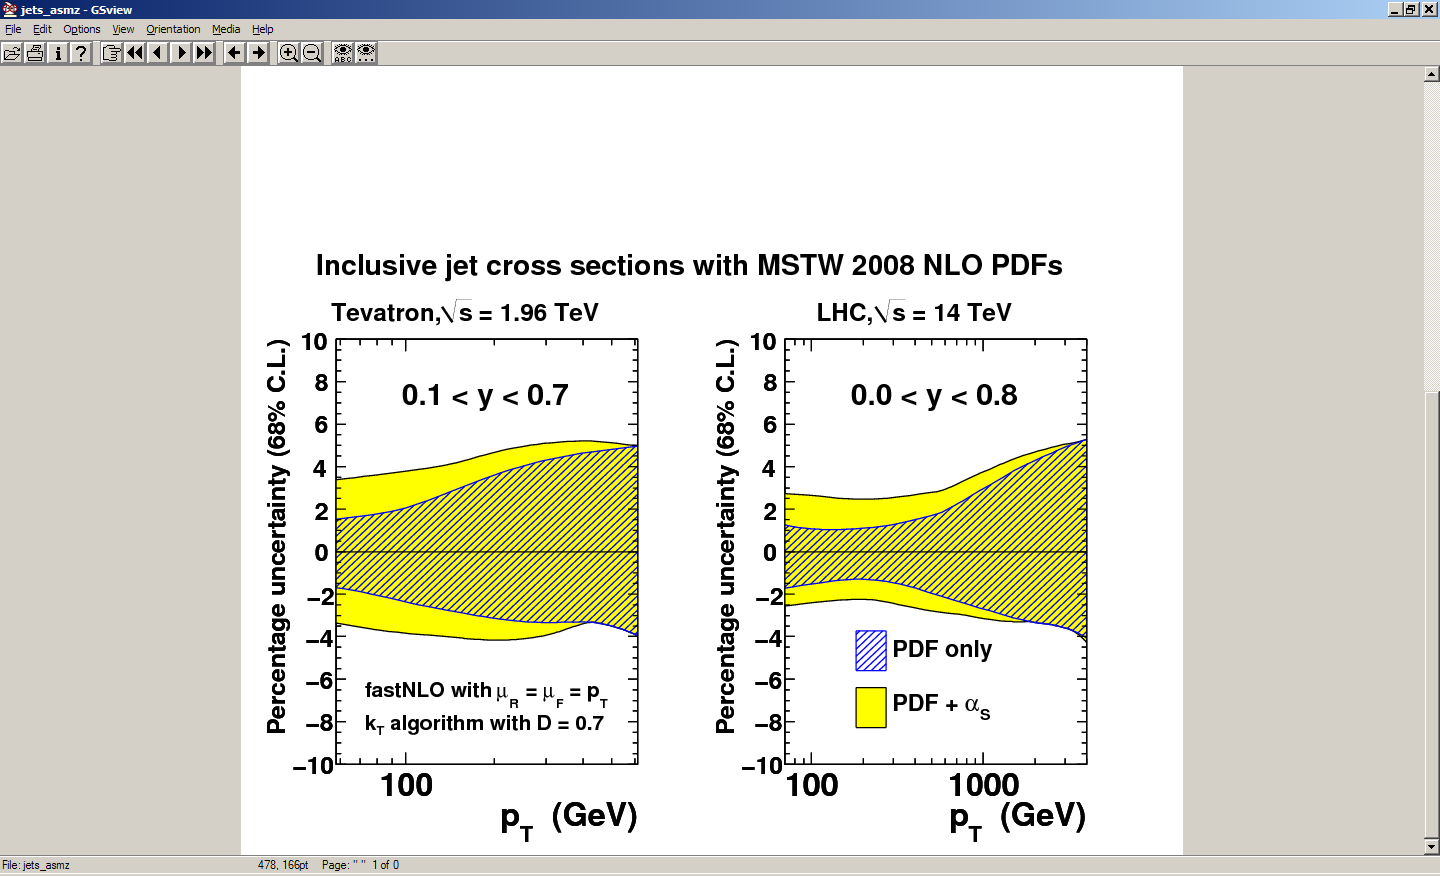 jets_asmz - GSview
File Edit Options View Orientation Media Help
Inclusive jet cross sections with MSTW 2008 NLO PDFs
Tevatron,√s = 1.96 TeV
Percentage uncertainty (68% C.L.)
10
8
6
4
2
0
−2
−4
−6
−8
−10
0.1 < y < 0.7
fastNLO with μR = μF = pT
kT algorithm with D = 0.7
100
pT (GeV)
LHC,√s = 14 TeV
Percentage uncertainty (68% C.L.)
10
8
6
4
2
0
−2
−4
−6
−8
−10
0.0 < y < 0.8
PDF only
PDF + αS
100 1000
pT (GeV)
File: jets_asmz 478, 166pt Page: " " 1 of 0